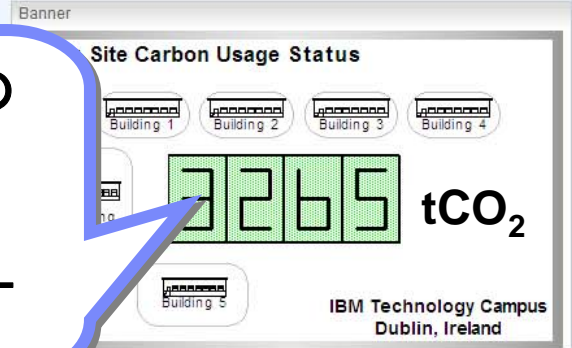 Banner
Site Carbon Usage Status
Building 1
Building 2
Building 3
Building 4
3265
tCO₂
Building 5
IBM Technology Campus
Dublin, Ireland